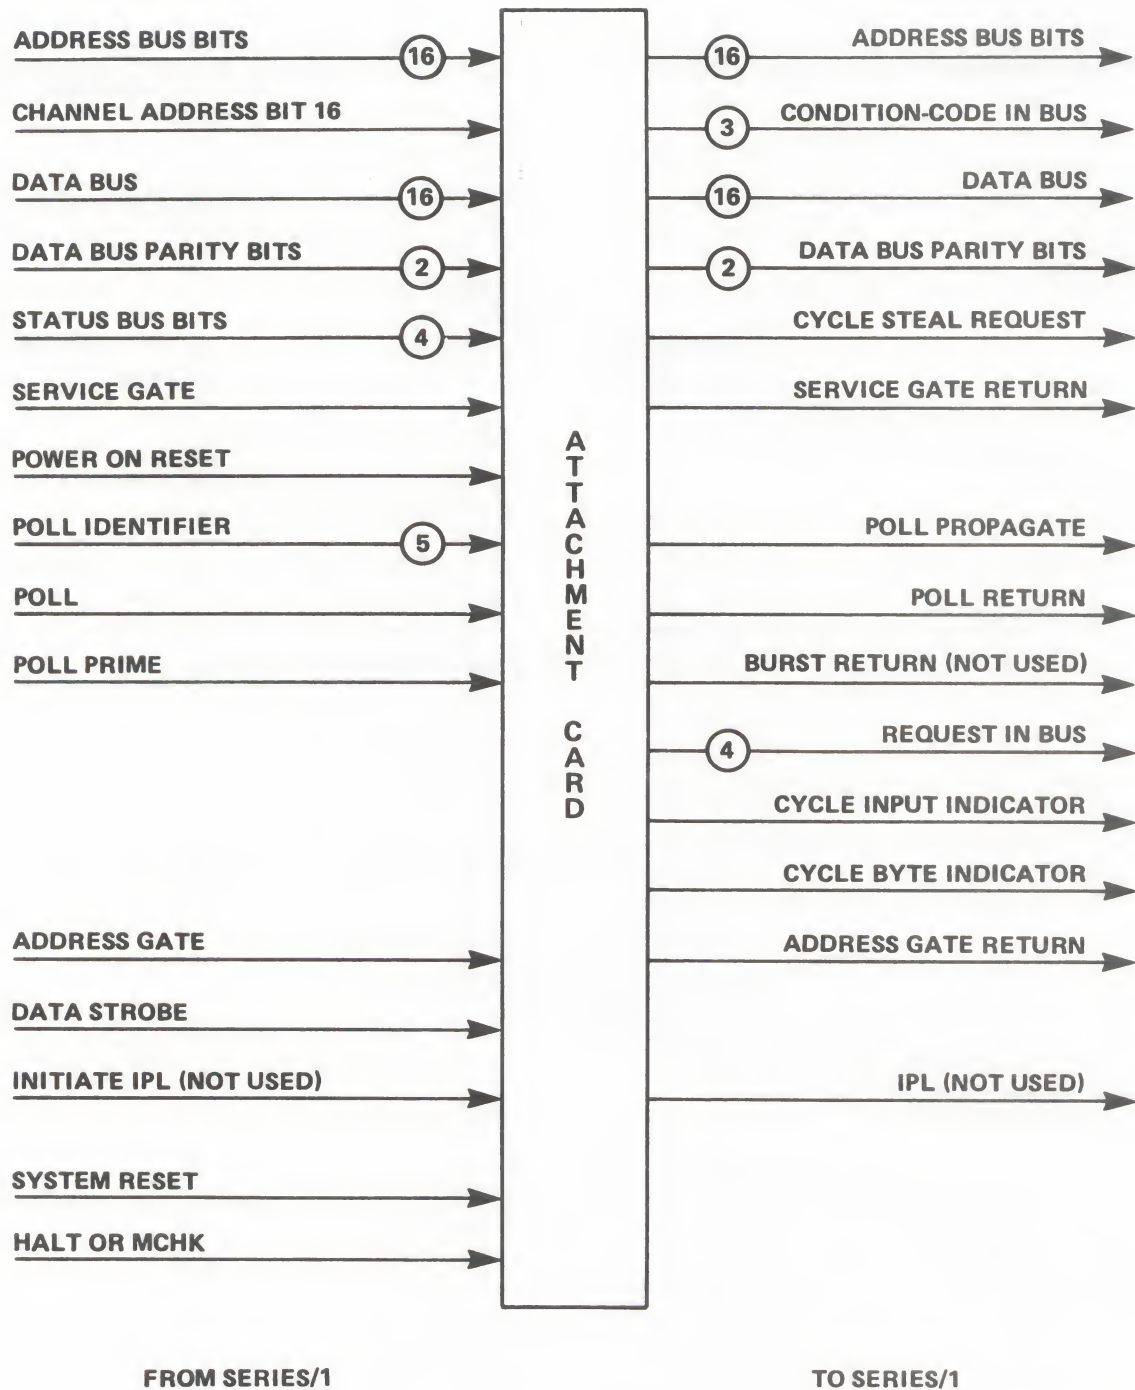 ADDRESS BUS BITS
16
CHANNEL ADDRESS BIT 16
DATA BUS
16
DATA BUS PARITY BITS
2
STATUS BUS BITS
4
SERVICE GATE
POWER ON RESET
POLL IDENTIFIER
5
POLL
POLL PRIME
ADDRESS GATE
DATA STROBE
INITIATE IPL (NOT USED)
SYSTEM RESET
HALT OR MCHK
FROM SERIES/1
ATTACHMENT CARD
16
ADDRESS BUS BITS
3
CONDITION-CODE IN BUS
16
DATA BUS
2
DATA BUS PARITY BITS
CYCLE STEAL REQUEST
SERVICE GATE RETURN
POLL PROPAGATE
POLL RETURN
BURST RETURN (NOT USED)
4
REQUEST IN BUS
CYCLE INPUT INDICATOR
CYCLE BYTE INDICATOR
ADDRESS GATE RETURN
IPL (NOT USED)
TO SERIES/1